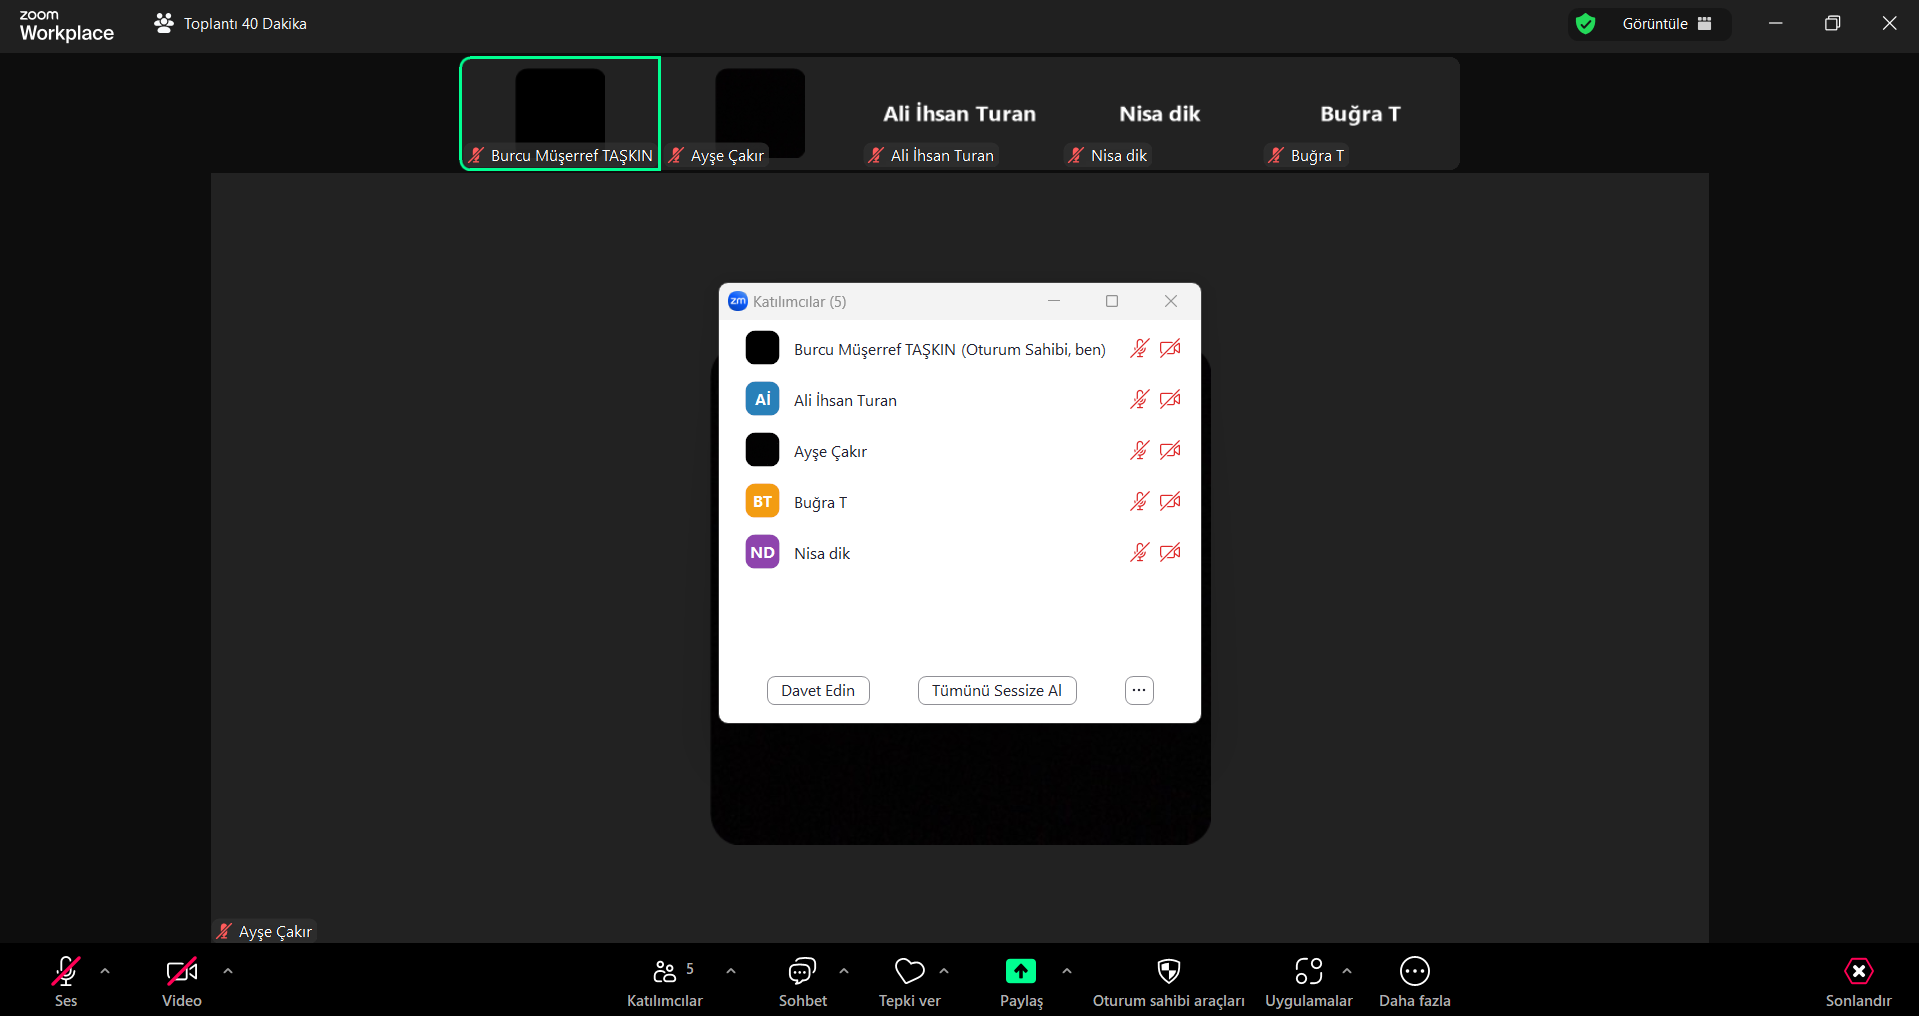 zoom
Workplace
Toplantı 40 Dakika
Görüntüle
Burcu Müşerref TAŞKIN
Ayşe Çakır
Ali İhsan Turan
Ali İhsan Turan
Nisa dik
Nisa dik
Buğra T
Buğra T
zm Katılımcılar (5)
Burcu Müşerref TAŞKIN (Oturum Sahibi, ben)
Aİ Ali İhsan Turan
Ayşe Çakır
BT Buğra T
ND Nisa dik
Davet Edin
Tümünü Sessize Al
Ayşe Çakır
Ses
Video
5
Katılımcılar
Sohbet
Tepki ver
Paylaş
Oturum sahibi araçları
Uygulamalar
Daha fazla
Sonlandır